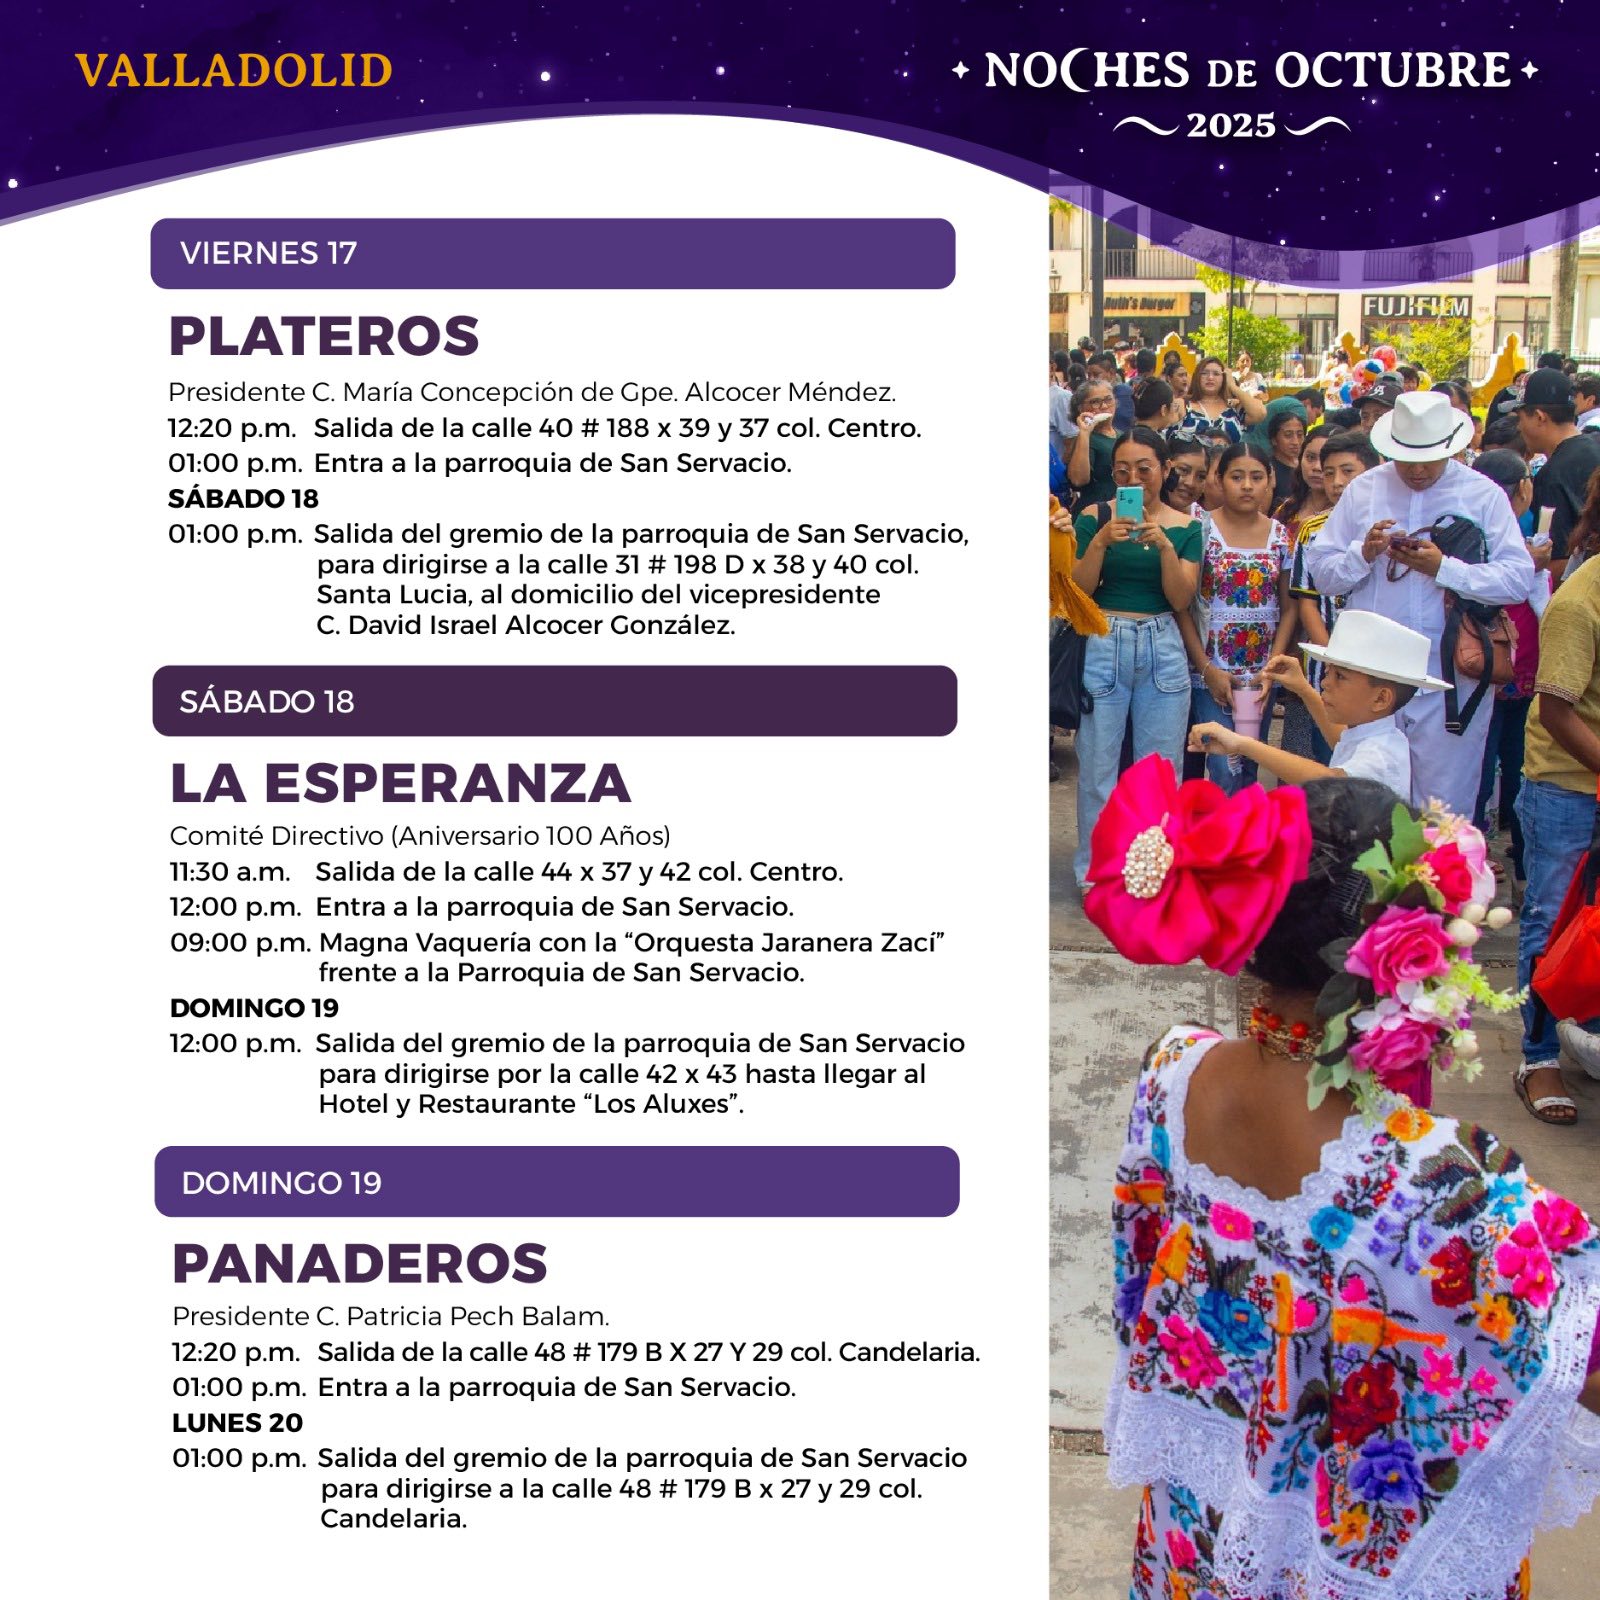 VALLADOLID
NOCHES DE OCTUBRE
2025
VIERNES 17
PLATEROS
Presidente C. María Concepción de Gpe. Alcocer Méndez.
12:20 p.m. Salida de la calle 40 # 188 x 39 y 37 col. Centro.
01:00 p.m. Entra a la parroquia de San Servacio.
SÁBADO 18
01:00 p.m. Salida del gremio de la parroquia de San Servacio,
para dirigirse a la calle 31 # 198 D x 38 y 40 col.
Santa Lucia, al domicilio del vicepresidente
C. David Israel Alcocer González.
SÁBADO 18
LA ESPERANZA
Comité Directivo (Aniversario 100 Años)
11:30 a.m. Salida de la calle 44 x 37 y 42 col. Centro.
12:00 p.m. Entra a la parroquia de San Servacio.
09:00 p.m. Magna Vaquería con la “Orquesta Jaranera Zací”
frente a la Parroquia de San Servacio.
DOMINGO 19
12:00 p.m. Salida del gremio de la parroquia de San Servacio
para dirigirse por la calle 42 x 43 hasta llegar al
Hotel y Restaurante “Los Aluxes”.
DOMINGO 19
PANADEROS
Presidente C. Patricia Pech Balam.
12:20 p.m. Salida de la calle 48 # 179 B X 27 Y 29 col. Candelaria.
01:00 p.m. Entra a la parroquia de San Servacio.
LUNES 20
01:00 p.m. Salida del gremio de la parroquia de San Servacio
para dirigirse a la calle 48 # 179 B x 27 y 29 col.
Candelaria.
Ruth's Burger
FUJIFILM